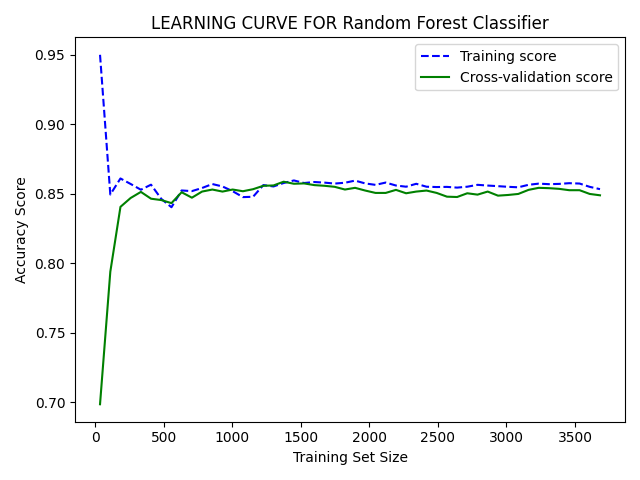 LEARNING CURVE FOR Random Forest Classifier
Training score
Cross-validation score
Accuracy Score
0.95
0.90
0.85
0.80
0.75
0.70
0 500 1000 1500 2000 2500 3000 3500
Training Set Size